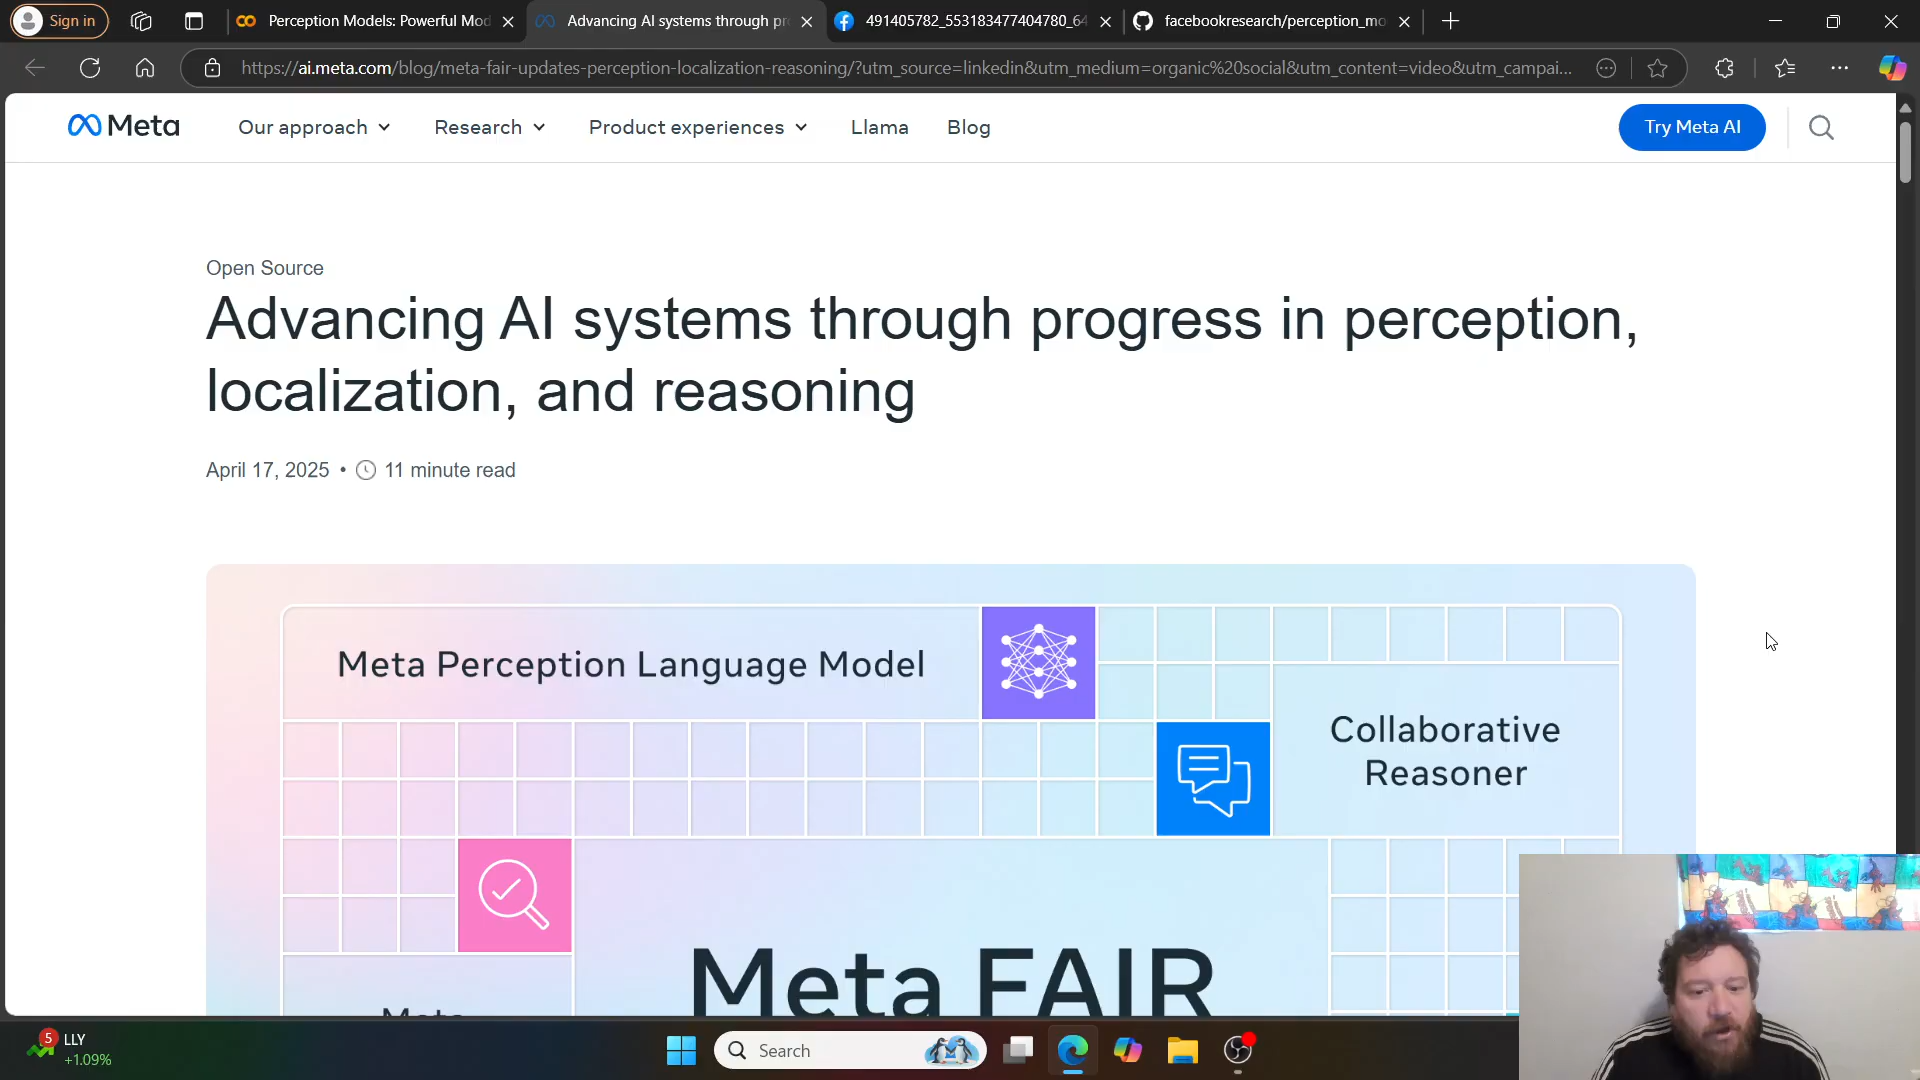 Sign in
Perception Models: Powerful Mod
Advancing AI systems through pr
491405782_553183477404780_64
facebookresearch/perception_mo
https://ai.meta.com/blog/meta-fair-updates-perception-localization-reasoning/?utm_source=linkedin&utm_medium=organic%20social&utm_content=video&utm_campai...
Meta
Our approach
Research
Product experiences
Llama
Blog
Try Meta AI
Open Source
Advancing AI systems through progress in perception,
localization, and reasoning
April 17, 2025 • 11 minute read
Meta Perception Language Model
Collaborative
Reasoner
Meta FAIR
Meta
5
LLY
+1.09%
Search